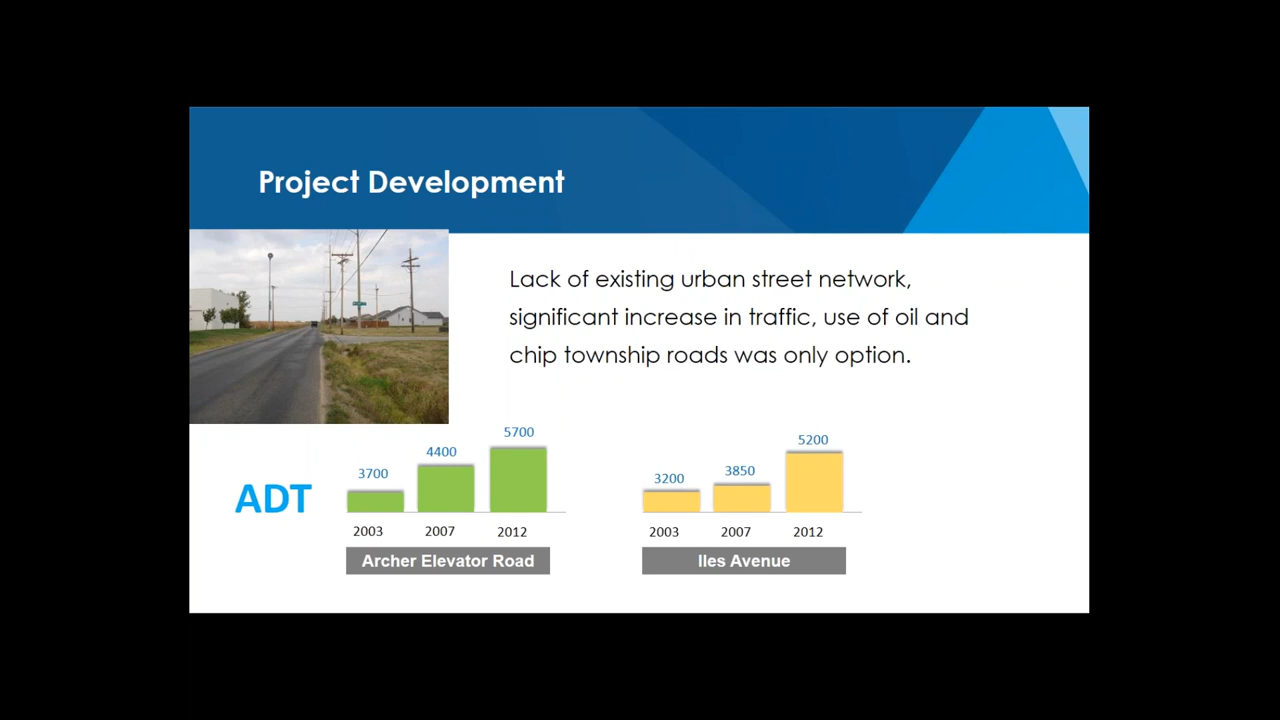 Project Development
Lack of existing urban street network,
significant increase in traffic, use of oil and
chip township roads was only option.
ADT
3700
4400
5700
2003
2007
2012
Archer Elevator Road
3200
3850
5200
2003
2007
2012
Iles Avenue